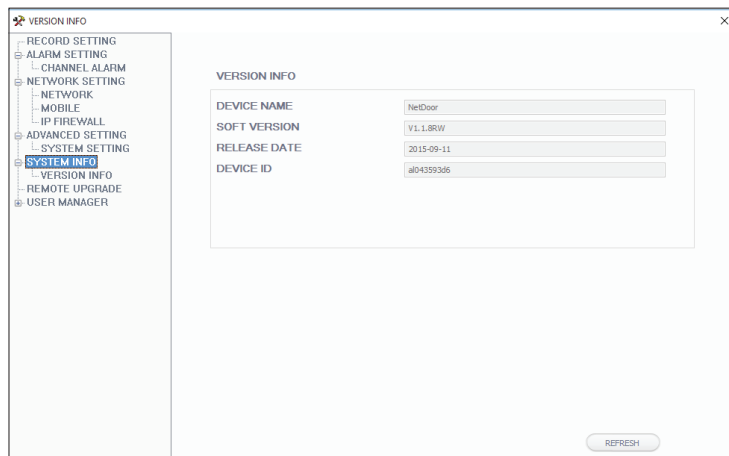 VERSION INFO
RECORD SETTING
ALARM SETTING
CHANNEL ALARM
NETWORK SETTING
NETWORK
MOBILE
IP FIREWALL
ADVANCED SETTING
SYSTEM SETTING
SYSTEM INFO
VERSION INFO
REMOTE UPGRADE
USER MANAGER
VERSION INFO
DEVICE NAME NetDoor
SOFT VERSION V1.1.8RW
RELEASE DATE 2015-09-11
DEVICE ID al043593d6
REFRESH